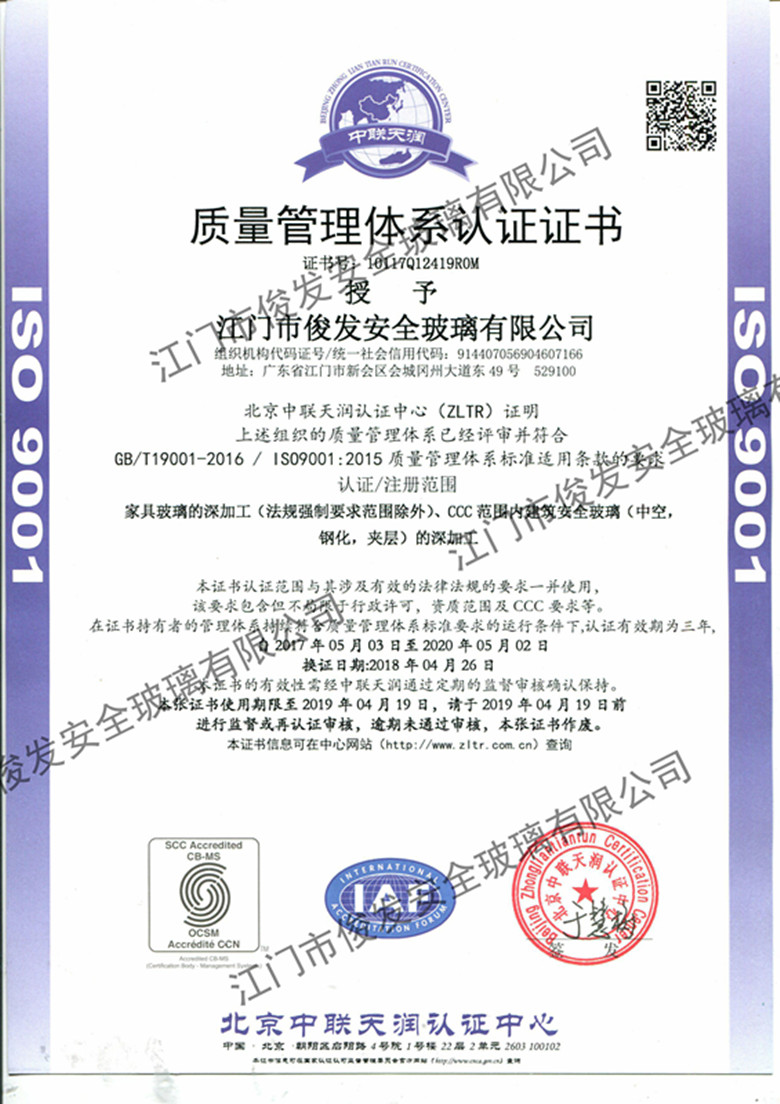 BEIJING ZHONG LIAN TIAN RUN CERTIFICATION CENTER
中联天润
质量管理体系认证证书
证书号：10117Q12419R0M
授 予
江门市俊发安全玻璃有限公司
组织机构代码证号/统一社会信用代码：914407056904607166
地址：广东省江门市新会区会城冈州大道东 49 号 529100
北京中联天润认证中心（ZLTR）证明
上述组织的质量管理体系已经评审并符合
GB/T19001-2016 / ISO9001:2015 质量管理体系标准适用条款的要求
认证/注册范围
家具玻璃的深加工（法规强制要求范围除外）、CCC 范围内建筑安全玻璃（中空，
钢化，夹层）的深加工
本证书认证范围与其涉及有效的法律法规的要求一并使用，
该要求包含但不局限于行政许可，资质范围及 CCC 要求等。
在证书持有者的管理体系持续符合质量管理体系标准要求的运行条件下,认证有效期为三年，
自 2017 年 05 月 03 日至 2020 年 05 月 02 日
换证日期:2018 年 04 月 26 日
本证书的有效性需经中联天润通过定期的监督审核确认保持。
本张证书使用期限至 2019 年 04 月 19 日，请于 2019 年 04 月 19 日前
进行监督或再认证审核，逾期未通过审核，本张证书作废。
本证书信息可在中心网站（http://www.zltr.com.cn）查询
ISO 9001
ISO 9001
SCC Accredited
CB-MS
OCSM
Accrédité CCN
TM
Accredited CB-MS
(Certification Body - Management Systems)
INTERNATIONAL
IAF
ACCREDITATION FORUM
Beijing Zhongliantianrun Certification Center
北京中联天润认证中心
签 发
北京中联天润认证中心
中国·北京·朝阳区启阳路 4 号院 1 号楼 22 层 2 单元 2603 100102
本证书信息可在国家认证认可监督管理委员会官方网站（http://www.cnca.gov.cn）查询
江门市俊发安全玻璃有限公司
江门市俊发安全玻璃有
俊发安全玻璃有限公司
江门市俊发安全玻璃有限公司